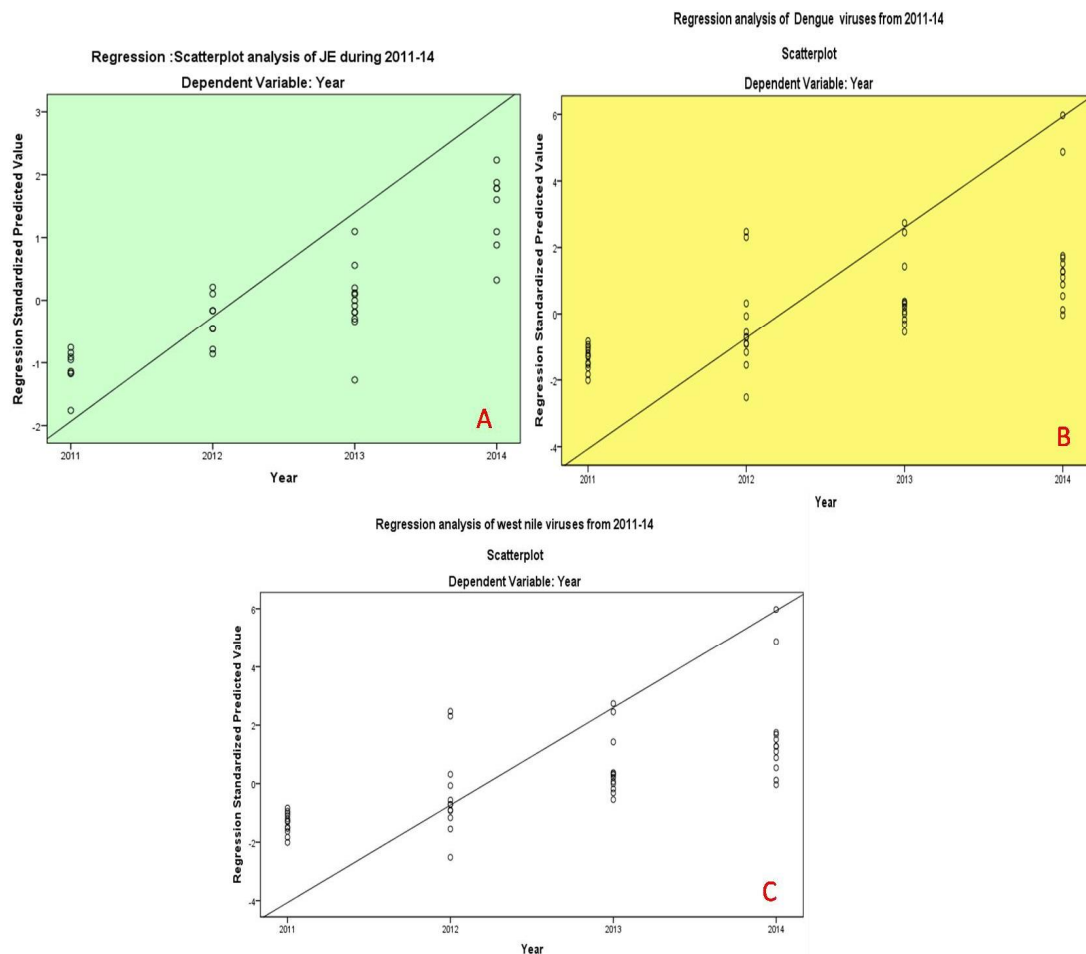 Regression :Scatterplot analysis of JE during 2011-14
Dependent Variable: Year
Regression Standardized Predicted Value
3
2
1
0
-1
-2
2011 2012 2013 2014
Year
A
Regression analysis of Dengue viruses from 2011-14
Scatterplot
Dependent Variable: Year
Regression Standardized Predicted Value
6
4
2
0
-2
-4
2011 2012 2013 2014
Year
B
Regression analysis of west nile viruses from 2011-14
Scatterplot
Dependent Variable: Year
Regression Standardized Predicted Value
6
4
2
0
-2
-4
2011 2012 2013 2014
Year
C